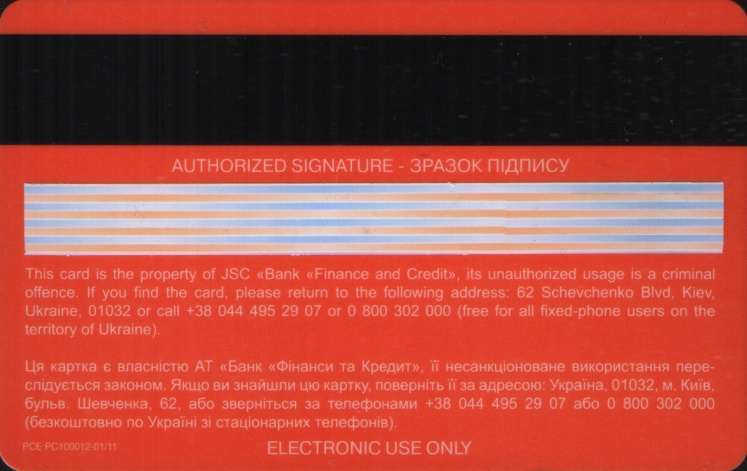 AUTHORIZED SIGNATURE - ЗРАЗОК ПІДПИСУ
This card is the property of JSC «Bank «Finance and Credit», its unauthorized usage is a criminal
offence. If you find the card, please return to the following address: 62 Schevchenko Blvd, Kiev,
Ukraine, 01032 or call +38 044 495 29 07 or 0 800 302 000 (free for all fixed-phone users on the
territory of Ukraine).
Ця картка є власністю АТ «Банк «Фінанси та Кредит», її несанкціоноване використання пере-
слідується законом. Якщо ви знайшли цю картку, поверніть її за адресою: Україна, 01032, м. Київ,
бульв. Шевченка, 62, або зверніться за телефонами +38 044 495 29 07 або 0 800 302 000
(безкоштовно по Україні зі стаціонарних телефонів).
PCE PC100012-01/11
ELECTRONIC USE ONLY